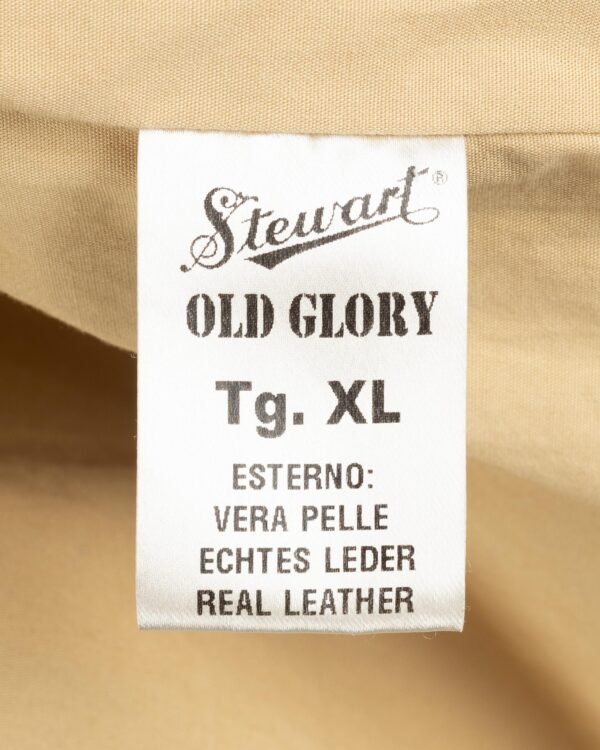 Stewart®
OLD GLORY
Tg. XL
ESTERNO:
VERA PELLE
ECHTES LEDER
REAL LEATHER